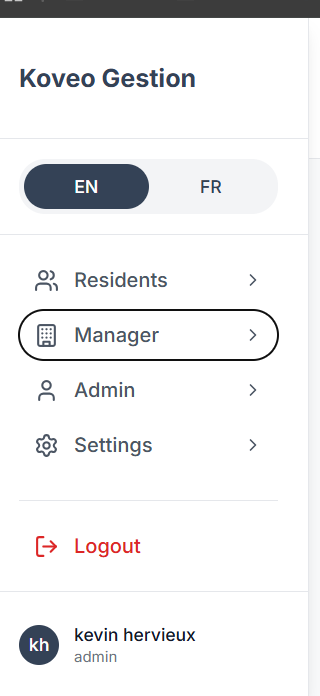 Koveo Gestion
EN
FR
Residents
Manager
Admin
Settings
Logout
kh
kevin hervieux
admin